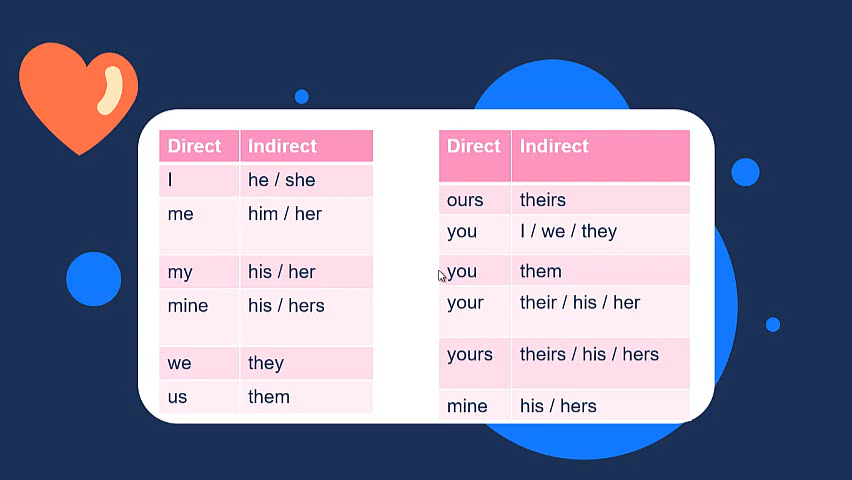 Direct Indirect
I he / she
me him / her
my his / her
mine his / hers
we they
us them
Direct Indirect
ours theirs
you I / we / they
you them
your their / his / her
yours theirs / his / hers
mine his / hers